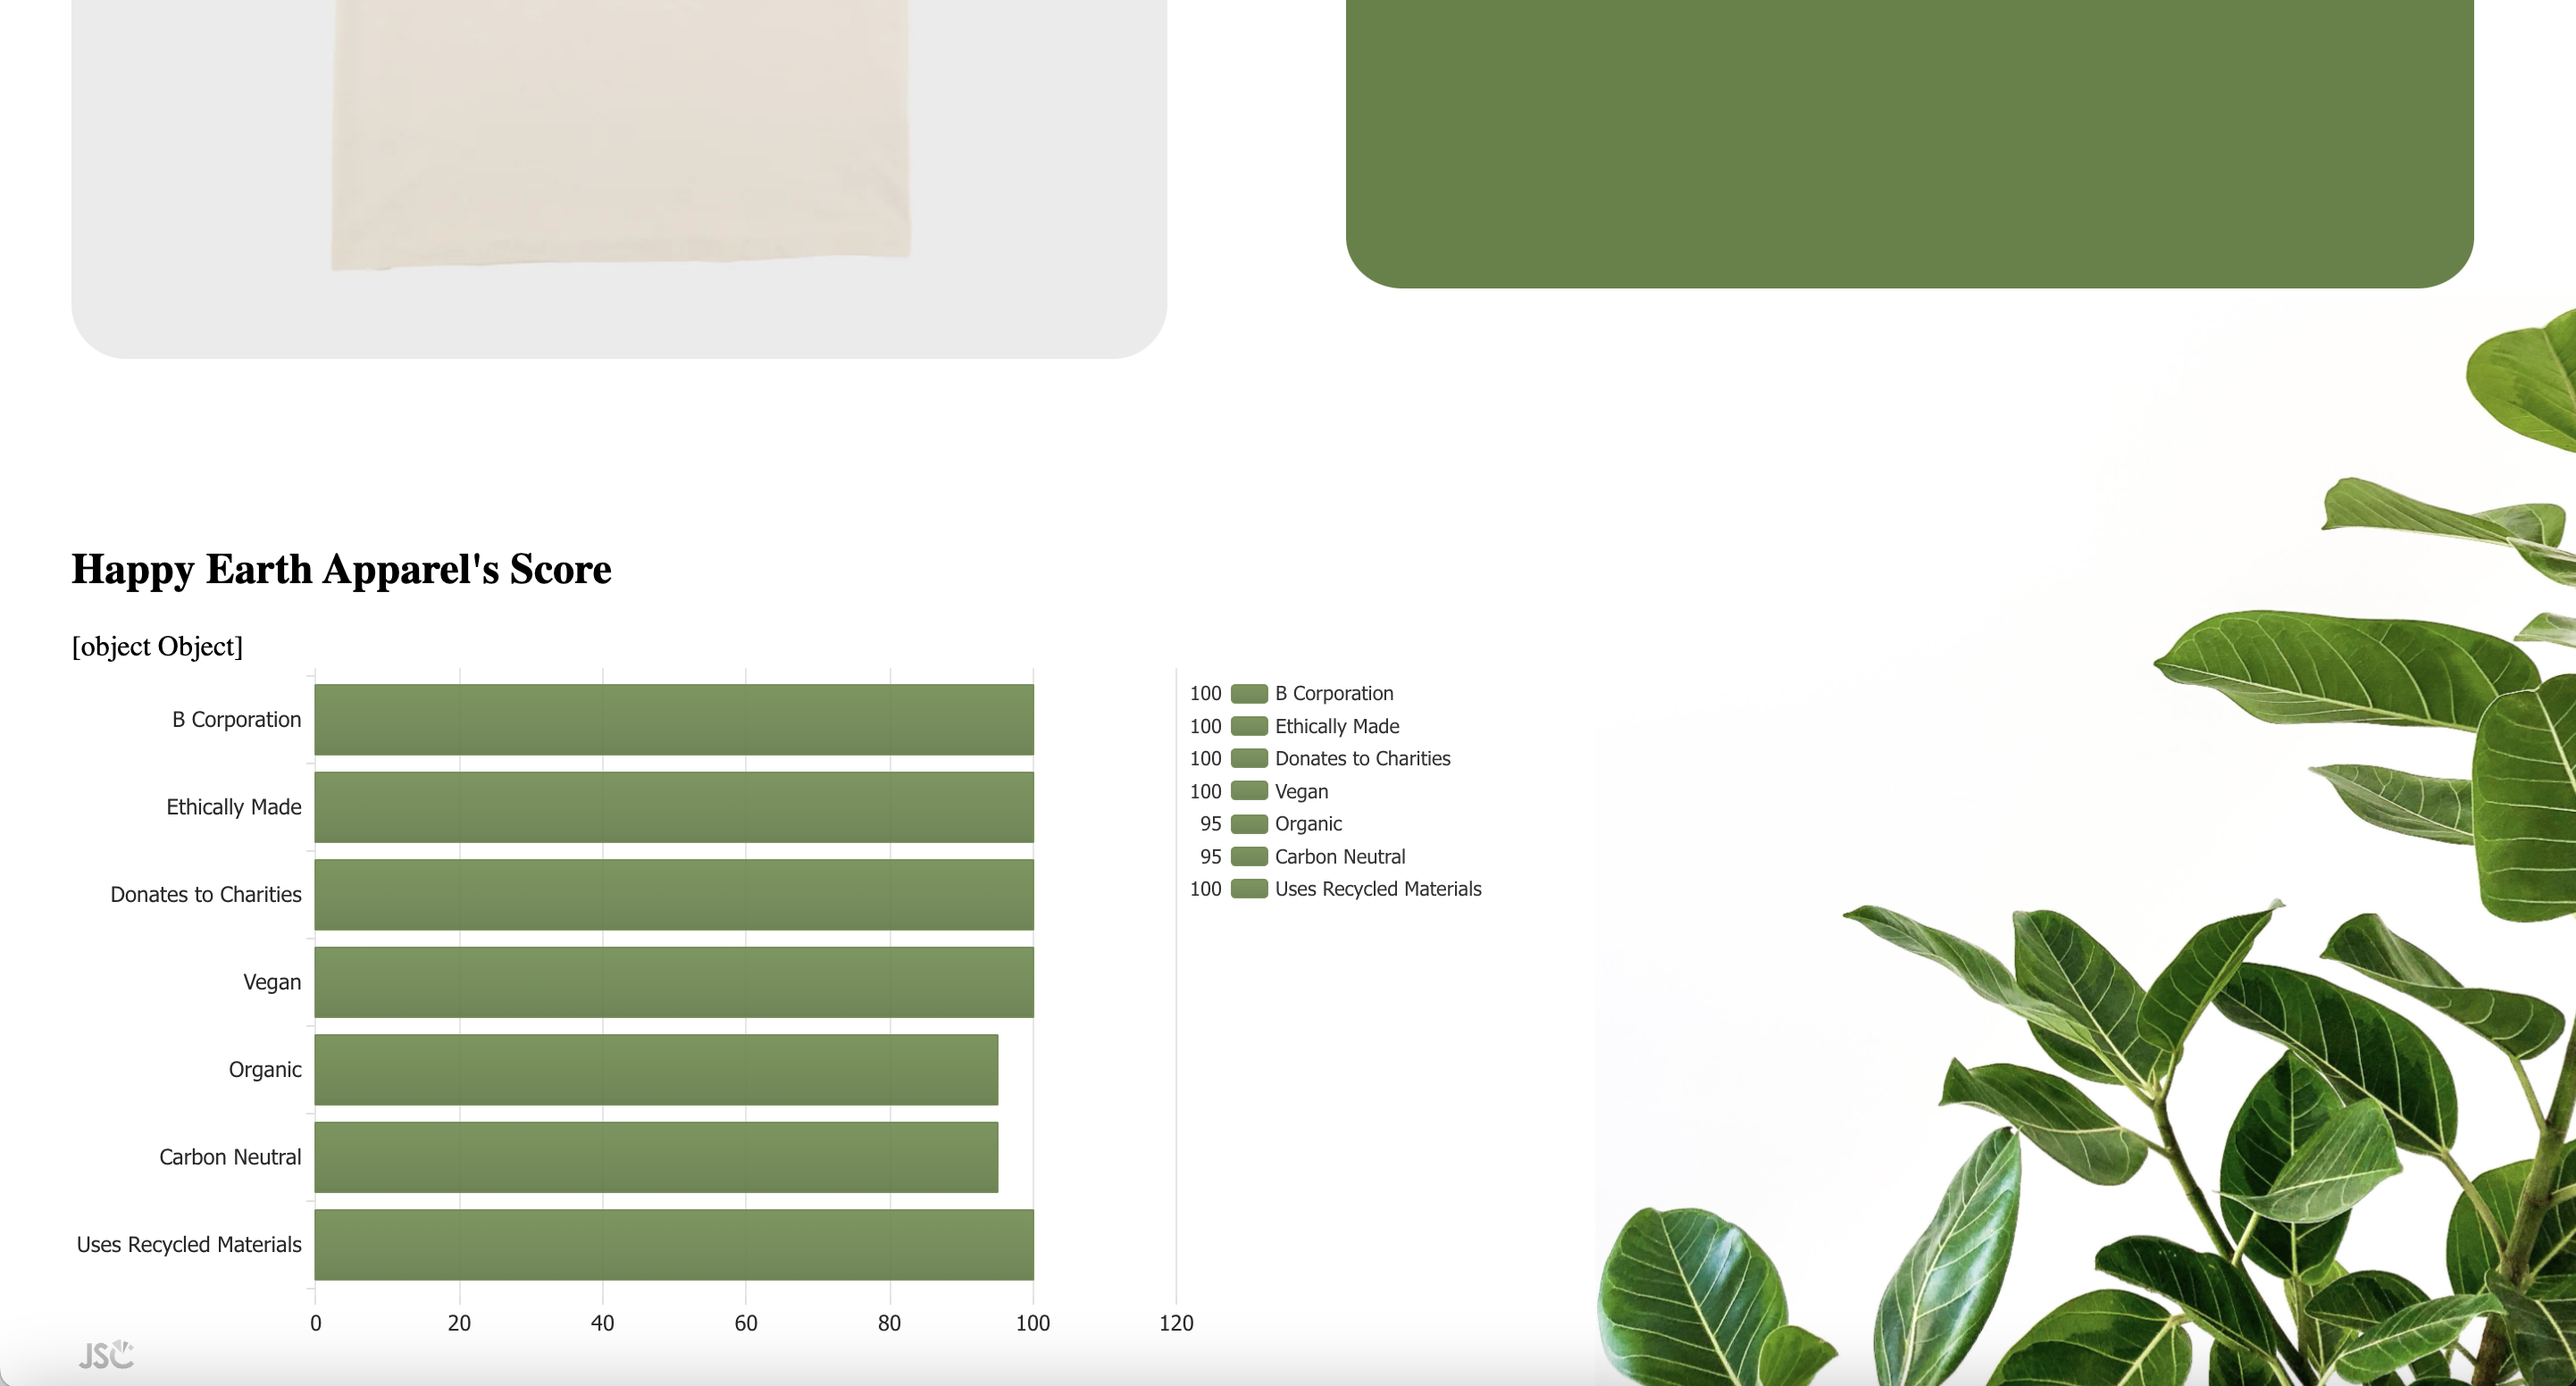 Happy Earth Apparel's Score
[object Object]
B Corporation
Ethically Made
Donates to Charities
Vegan
Organic
Carbon Neutral
Uses Recycled Materials
0 20 40 60 80 100 120
100 B Corporation
100 Ethically Made
100 Donates to Charities
100 Vegan
95 Organic
95 Carbon Neutral
100 Uses Recycled Materials
JSC